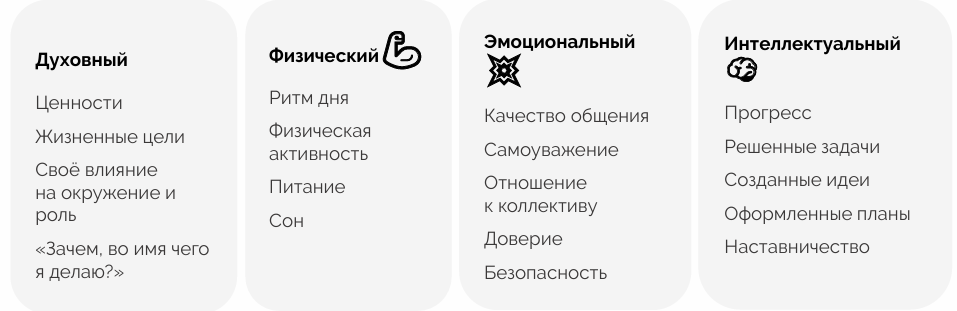 Духовный
Ценности
Жизненные цели
Своё влияние
на окружение и
роль
«Зачем, во имя чего
я делаю?»
Физический
Ритм дня
Физическая
активность
Питание
Сон
Эмоциональный
Качество общения
Самоуважение
Отношение
к коллективу
Доверие
Безопасность
Интеллектуальный
Прогресс
Решенные задачи
Созданные идеи
Оформленные планы
Наставничество